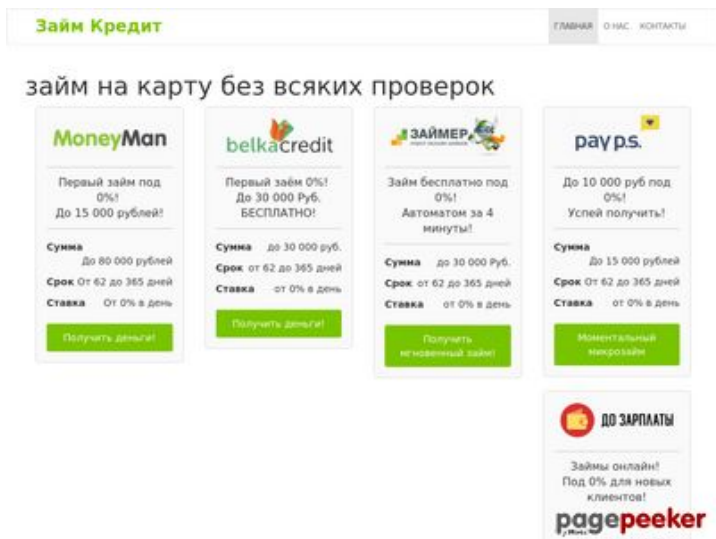 Займ Кредит
ГЛАВНАЯ О НАС. КОНТАКТЫ
займ на карту без всяких проверок
MoneyMan
Первый займ под
0%!
До 15 000 рублей!
Сумма
До 80 000 рублей
Срок От 62 до 365 дней
Ставка От 0% в день
Получить деньги!
belkacredit
Первый заём 0%!
До 30 000 Руб.
БЕСПЛАТНО!
Сумма до 30 000 руб.
Срок от 62 до 365 дней
Ставка от 0% в день
Получить деньги!
ЗАЙМЕР
Займ бесплатно под
0%!
Автоматом за 4
минуты!
Сумма до 30 000 Руб.
Срок от 62 до 365 дней
Ставка от 0% в день
Получить
мгновенный займ!
pay p.s.
До 10 000 руб под
0%!
Успей получить!
Сумма
До 15 000 рублей
Срок От 62 до 365 дней
Ставка от 0% в день
Моментальный
микрозайм
ДО ЗАРПЛАТЫ
Займы онлайн!
Под 0% для новых
клиентов!
pagepeeker